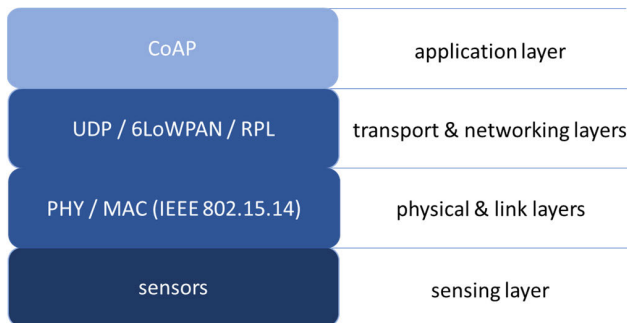 CoAP
application layer
UDP / 6LoWPAN / RPL
transport & networking layers
PHY / MAC (IEEE 802.15.14)
physical & link layers
sensors
sensing layer